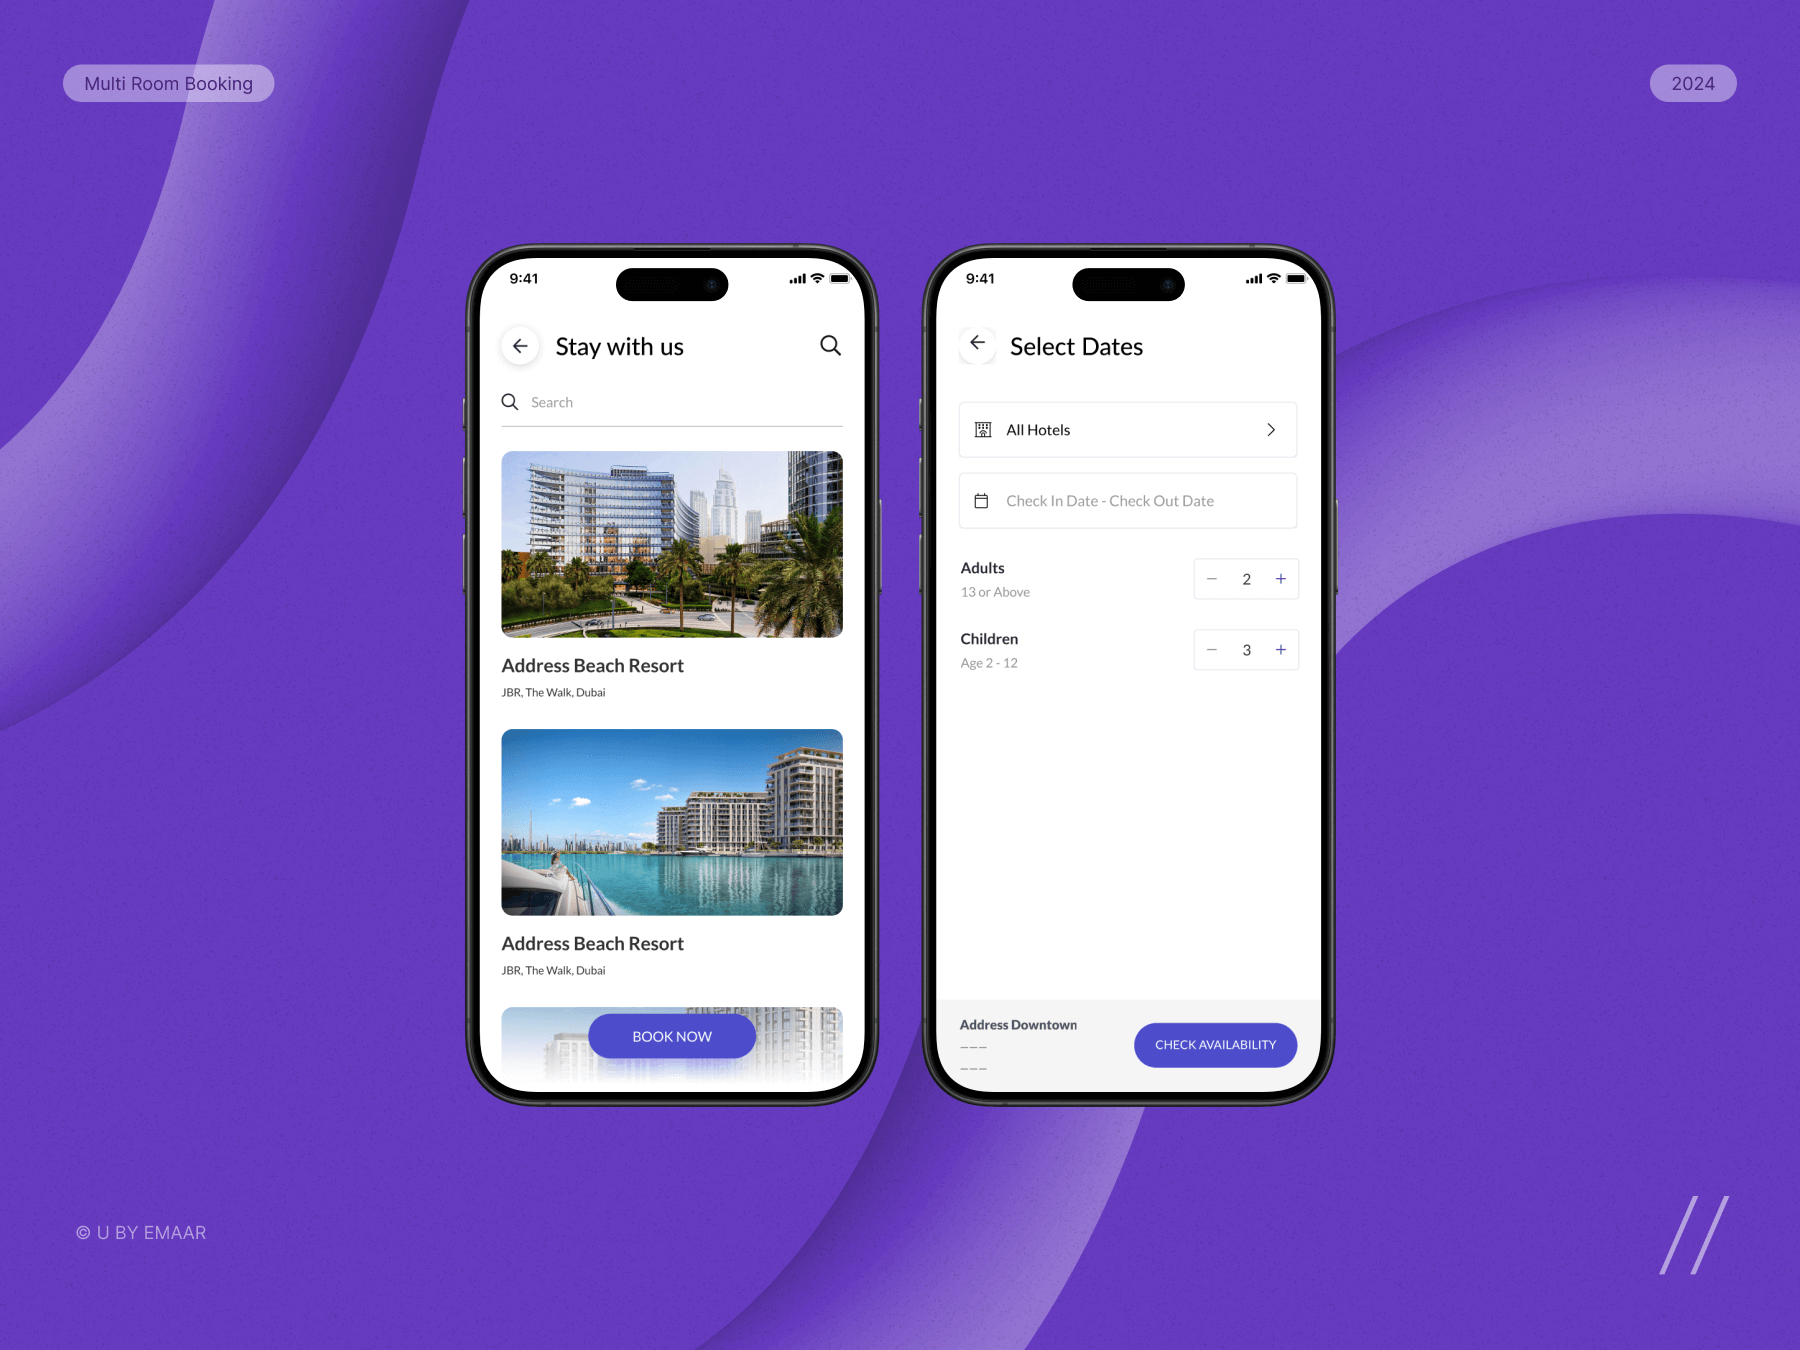 Multi Room Booking
2024
9:41
Stay with us
Search
Address Beach Resort
JBR, The Walk, Dubai
Address Beach Resort
JBR, The Walk, Dubai
BOOK NOW
9:41
Select Dates
All Hotels
Check In Date - Check Out Date
Adults
13 or Above
− 2 +
Children
Age 2 - 12
− 3 +
Address Downtown
---
---
CHECK AVAILABILITY
© U BY EMAAR
//